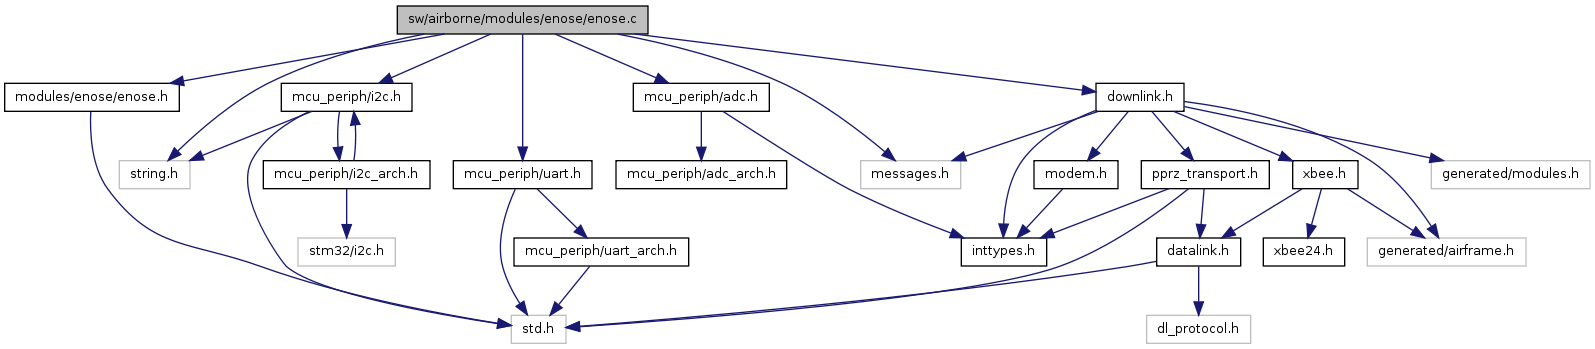 sw/airborne/modules/enose/enose.c
modules/enose/enose.h
mcu_periph/i2c.h
mcu_periph/adc.h
downlink.h
string.h
mcu_periph/i2c_arch.h
mcu_periph/uart.h
mcu_periph/adc_arch.h
messages.h
modem.h
pprz_transport.h
xbee.h
generated/modules.h
stm32/i2c.h
mcu_periph/uart_arch.h
inttypes.h
datalink.h
xbee24.h
generated/airframe.h
std.h
dl_protocol.h